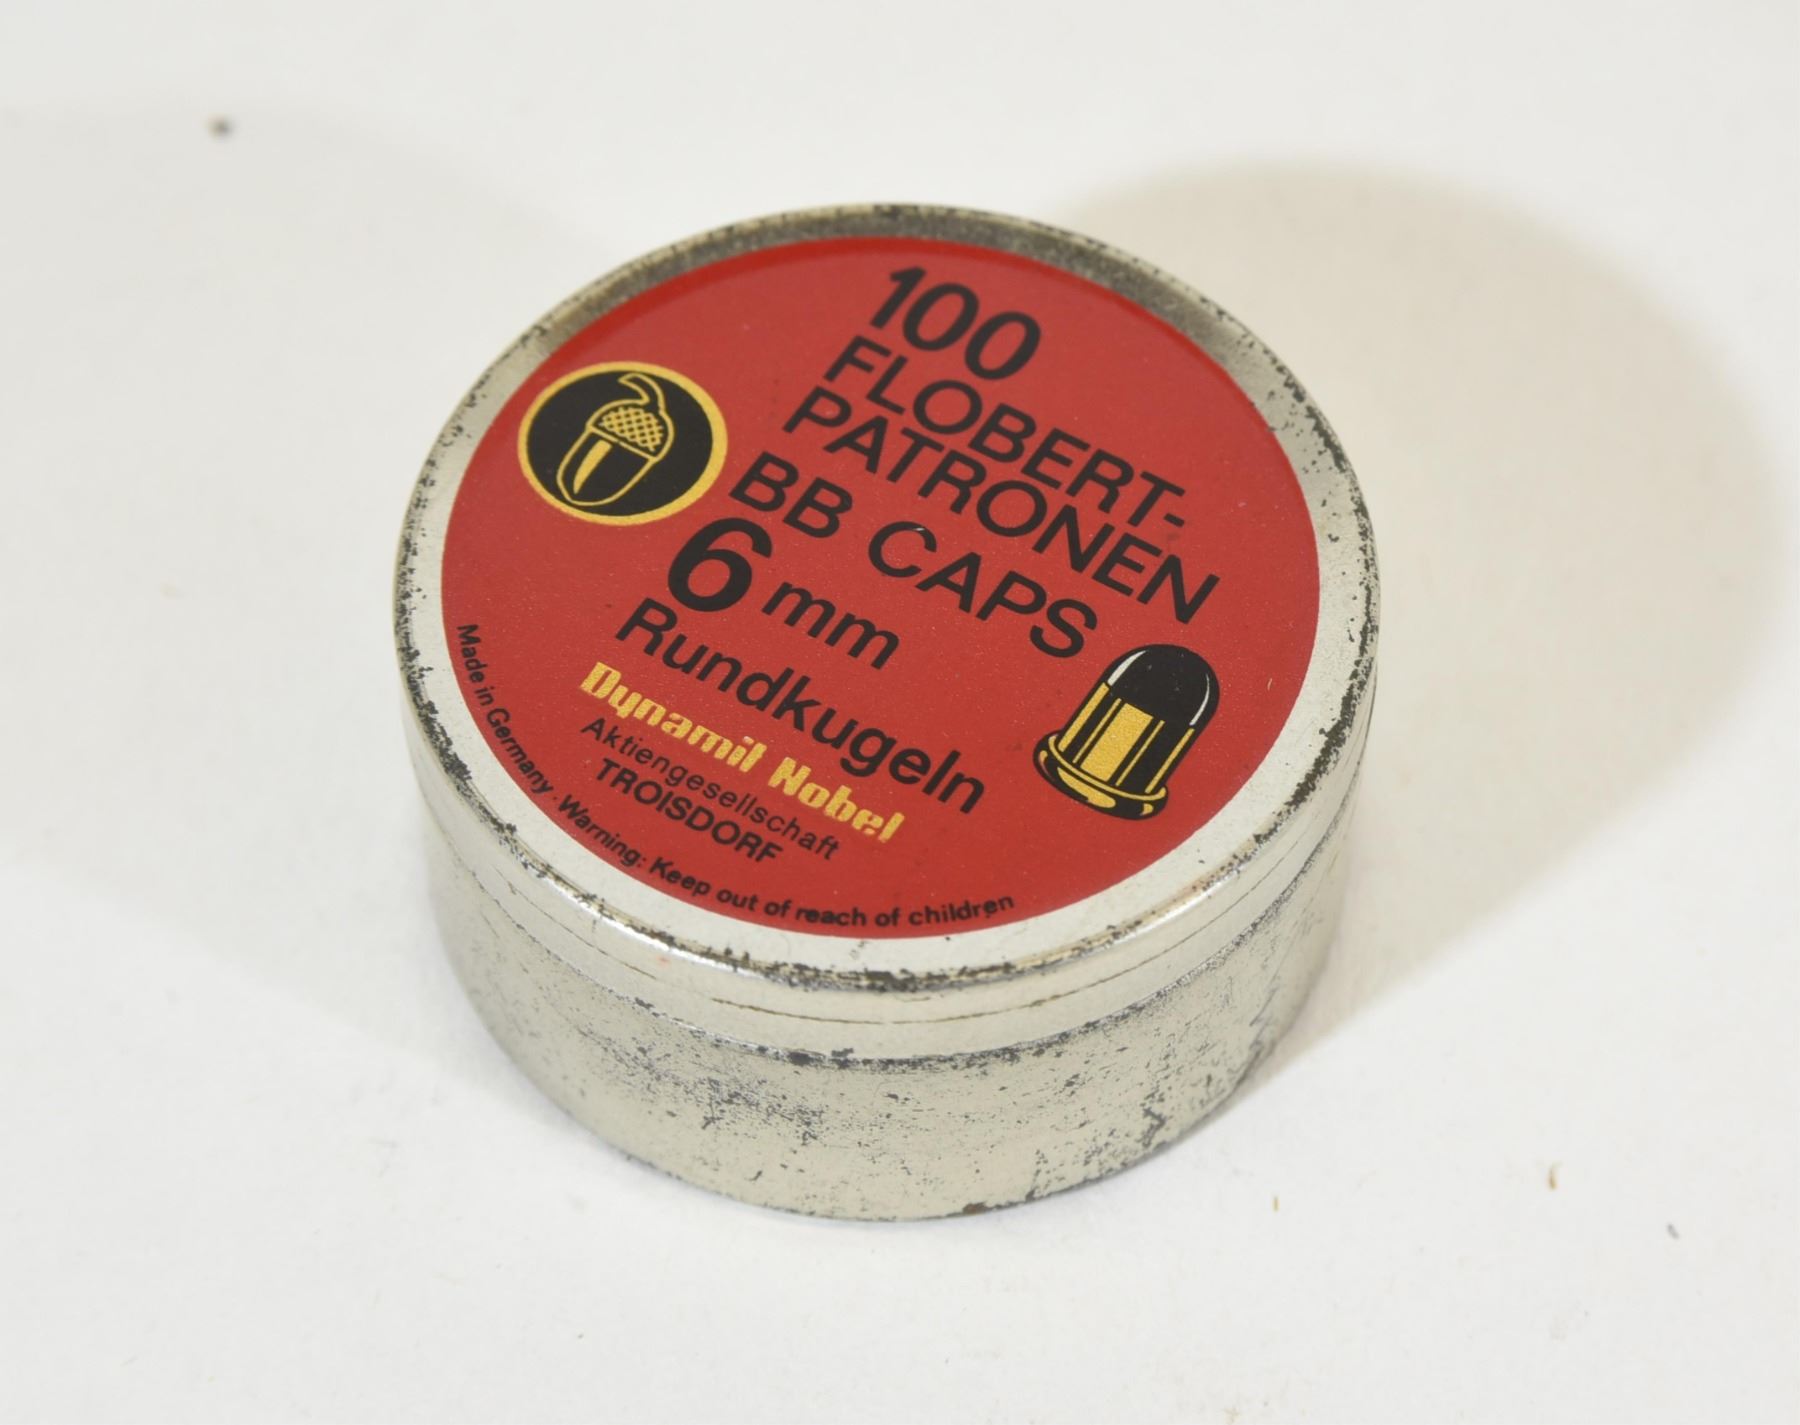 100
FLOBERT-
PATRONEN
BB CAPS
6 mm
Rundkugeln
Dynamit Nobel
Aktiengesellschaft
TROISDORF
Made in Germany. Warning: Keep out of reach of children